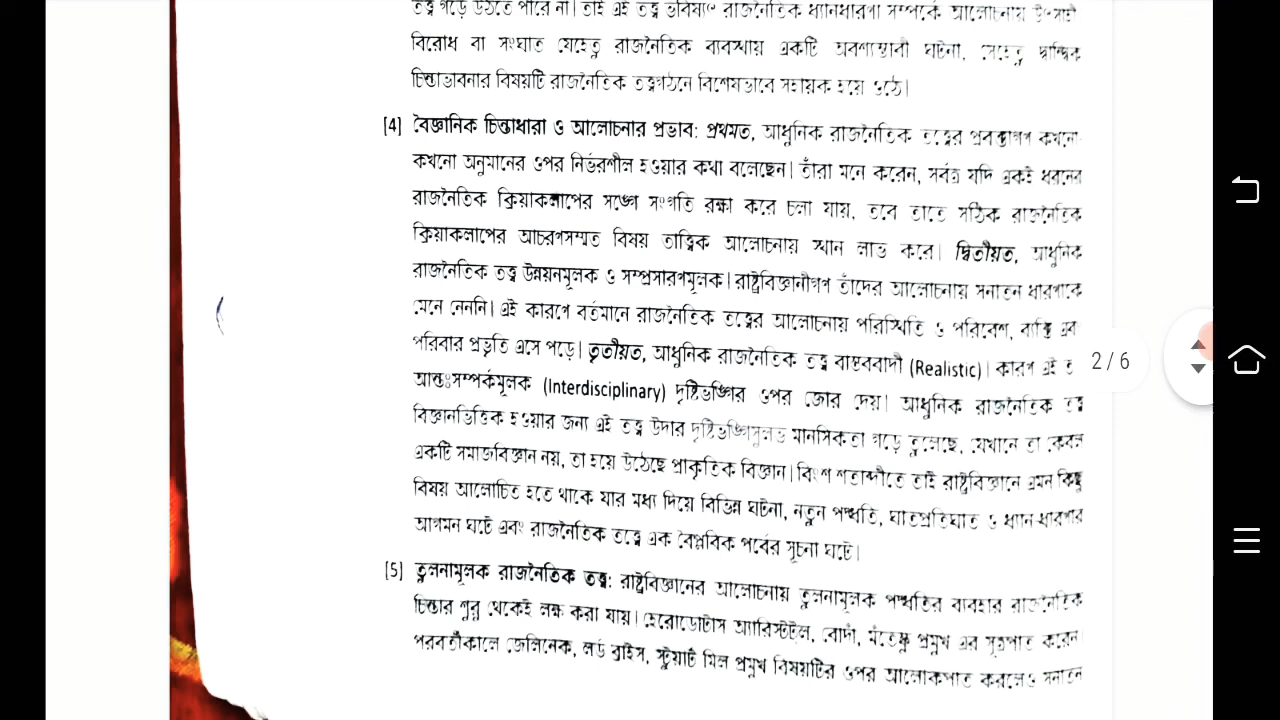 তত্ত্ব গড়ে উঠতে পারে না। তাই এই তত্ত্ব ভবিষ্যৎ রাজনৈতিক ধ্যানধারণা সম্পর্কে আলোচনায়
বিরোধ বা সংঘাত যেহেতু রাজনৈতিক ব্যবস্থায় একটি অবশ্যম্ভাবী ঘটনা, সেহেতু দ্বান্দ্বিক
চিন্তাভাবনার বিষয়টি রাজনৈতিক তত্ত্বগঠনে বিশেষভাবে সহায়ক হয়ে ওঠে।
[4] বৈজ্ঞানিক চিন্তাধারা ও আলোচনার প্রভাব: প্রথমত, আধুনিক রাজনৈতিক তত্ত্বের প্রবক্তাগণ কখনো-
কখনো অনুমানের ওপর নির্ভরশীল হওয়ার কথা বলেছেন। তাঁরা মনে করেন, সর্বত্র যদি একই ধরনের
রাজনৈতিক ক্রিয়াকলাপের সঙ্গে সংগতি রক্ষা করে চলা যায়, তবে তাতে সঠিক রাজনৈতিক
ক্রিয়াকলাপের আচরণসম্মত বিষয় তাত্ত্বিক আলোচনায় স্থান লাভ করে। দ্বিতীয়ত, আধুনিক
রাজনৈতিক তত্ত্ব উন্নয়নমূলক ও সম্প্রসারণমূলক। রাষ্ট্রবিজ্ঞানীগণ তাঁদের আলোচনায় সনাতন ধারণাকে
মেনে নেননি। এই কারণে বর্তমানে রাজনৈতিক তত্ত্বের আলোচনায় পরিস্থিতি ও পরিবেশ, ব্যক্তি এবং
পরিবার প্রভৃতি এসে পড়ে। তৃতীয়ত, আধুনিক রাজনৈতিক তত্ত্ব বাস্তববাদী (Realistic)। কারণ এই ত
2/6
আন্তঃসম্পর্কমূলক (Interdisciplinary) দৃষ্টিভঙ্গির ওপর জোর দেয়। আধুনিক রাজনৈতিক তত্ত্ব
বিজ্ঞানভিত্তিক হওয়ার জন্য এই তত্ত্ব উদার দৃষ্টিভঙ্গিসুলভ মানসিকতা গড়ে তুলেছে, যেখানে তা কেবল
একটি সমাজবিজ্ঞান নয়, তা হয়ে উঠেছে প্রাকৃতিক বিজ্ঞান। বিংশ শতাব্দীতে তাই রাষ্ট্রবিজ্ঞানে এমন কিছু
বিষয় আলোচিত হতে থাকে যার মধ্য দিয়ে বিভিন্ন ঘটনা, নতুন পদ্ধতি, ঘাতপ্রতিঘাত ও ধ্যান-ধারণার
আগমন ঘটে এবং রাজনৈতিক তত্ত্বে এক বৈপ্লবিক পর্বের সূচনা ঘটে।
[5] তুলনামূলক রাজনৈতিক তত্ত্ব: রাষ্ট্রবিজ্ঞানের আলোচনায় তুলনামূলক পদ্ধতির ব্যবহার রাজনৈতিক
চিন্তার শুরু থেকেই লক্ষ করা যায়। হেরোডোটাস অ্যারিস্টট্‌ল, বোদাঁ, মঁতেস্কু প্রমুখ এর সূত্রপাত করেন।
পরবর্তীকালে জেলিনেক, লর্ড ব্রাইস, স্টুয়ার্ট মিল প্রমুখ বিষয়টির ওপর আলোকপাত করলেও সনাতন